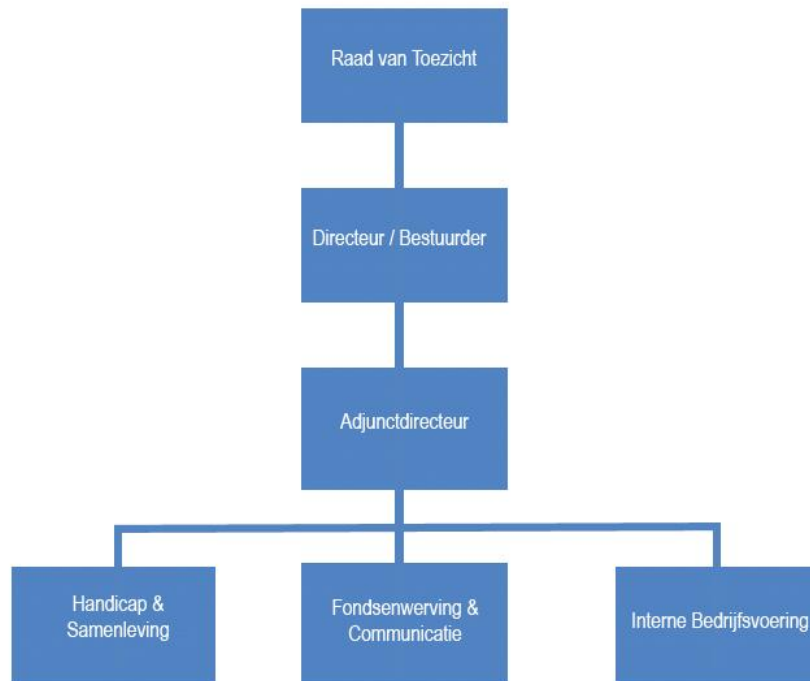 Raad van Toezicht
Directeur / Bestuurder
Adjunctdirecteur
Handicap &
Samenleving
Fondsenwerving &
Communicatie
Interne Bedrijfsvoering